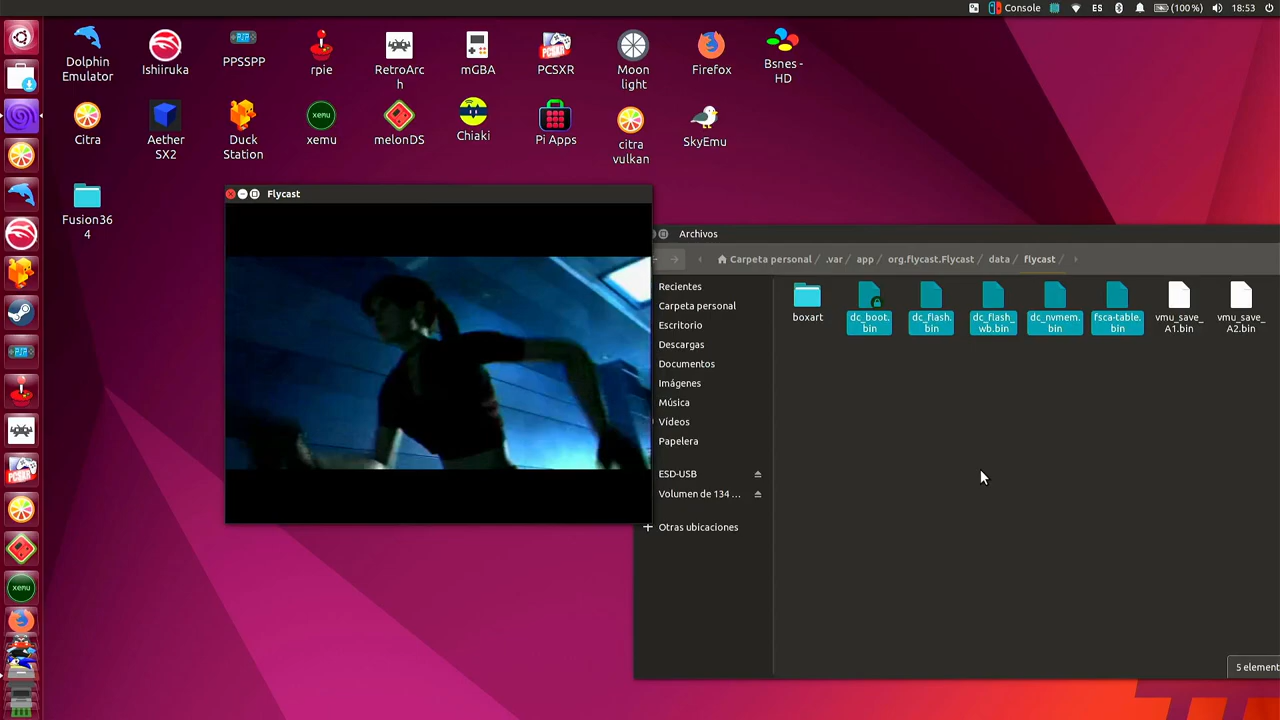 Console
ES
(100%)
18:53
Dolphin
Emulator
Ishiiruka
PPSSPP
rpie
RetroArc
h
mGBA
PCSXR
Moon
light
Firefox
Bsnes -
HD
Citra
Aether
SX2
Duck
Station
xemu
xemu
melonDS
Chiaki
Pi Apps
citra
vulkan
SkyEmu
Fusion36
4
Flycast
Archivos
Carpeta personal / .var / app / org.flycast.Flycast / data / flycast /
Recientes
Carpeta personal
Escritorio
Descargas
Documentos
Imágenes
Música
Vídeos
Papelera
ESD-USB
Volumen de 134 ...
Otras ubicaciones
boxart
dc_boot.
bin
dc_flash.
bin
dc_flash_
wb.bin
dc_nvmem.
bin
fsca-table.
bin
vmu_save_
A1.bin
vmu_save_
A2.bin
5 element
xemu